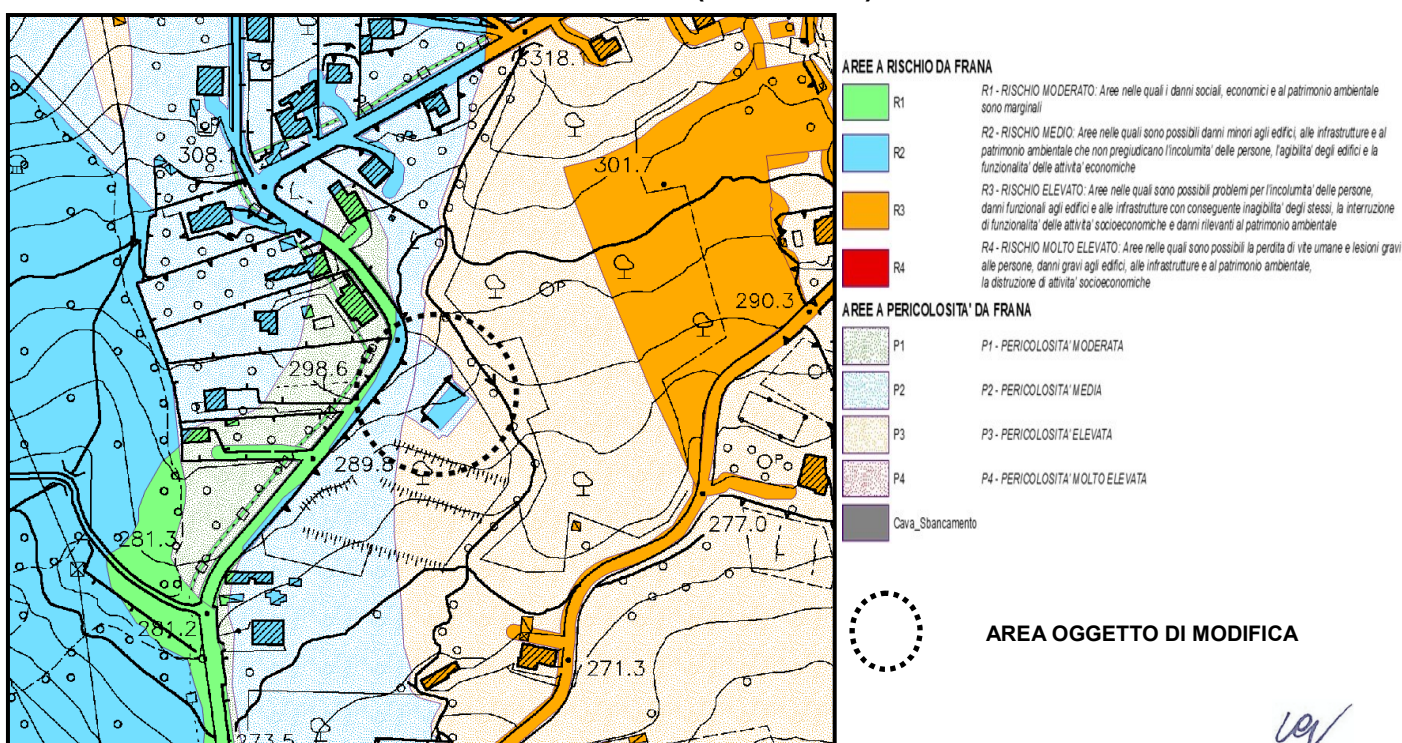 318.1
308.1
301.7
290.3
298.6
289.8
277.0
281.3
281.2
271.3
273.5
P
P
P
AREE A RISCHIO DA FRANA
R1
R1 - RISCHIO MODERATO: Aree nelle quali i danni sociali, economici e al patrimonio ambientale
sono marginali
R2
R2 - RISCHIO MEDIO: Aree nelle quali sono possibili danni minori agli edifici, alle infrastrutture e al
patrimonio ambientale che non pregiudicano l'incolumita' delle persone, l'agibilita' degli edifici e la
funzionalita' delle attivita' economiche
R3
R3 - RISCHIO ELEVATO: Aree nelle quali sono possibili problemi per l'incolumita' delle persone,
danni funzionali agli edifici e alle infrastrutture con conseguente inagibilita' degli stessi, la interruzione
di funzionalita' delle attivita' socioeconomiche e danni rilevanti al patrimonio ambientale
R4
R4 - RISCHIO MOLTO ELEVATO: Aree nelle quali sono possibili la perdita di vite umane e lesioni gravi
alle persone, danni gravi agli edifici, alle infrastrutture e al patrimonio ambientale,
la distruzione di attivita' socioeconomiche
AREE A PERICOLOSITA' DA FRANA
P1
P1 - PERICOLOSITA' MODERATA
P2
P2 - PERICOLOSITA' MEDIA
P3
P3 - PERICOLOSITA' ELEVATA
P4
P4 - PERICOLOSITA' MOLTO ELEVATA
Cava_Sbancamento
AREA OGGETTO DI MODIFICA